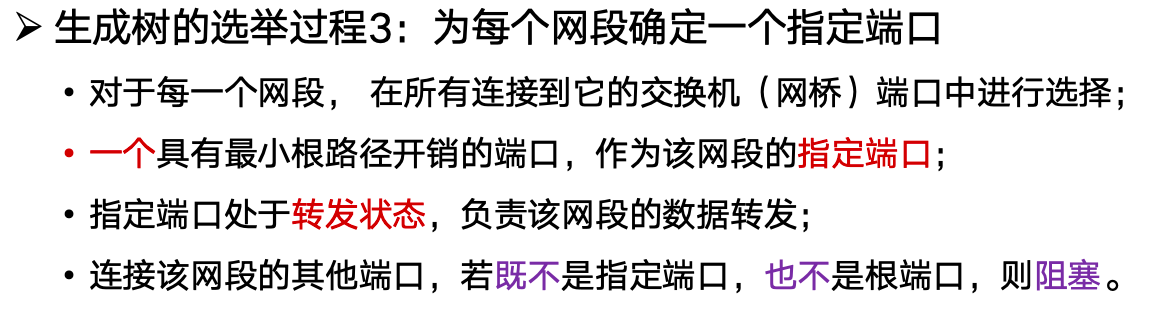 ➢ 生成树的选举过程3：为每个网段确定一个指定端口
• 对于每一个网段， 在所有连接到它的交换机（网桥）端口中进行选择；
• 一个具有最小根路径开销的端口，作为该网段的指定端口；
• 指定端口处于转发状态，负责该网段的数据转发；
• 连接该网段的其他端口，若既不是指定端口，也不是根端口，则阻塞。